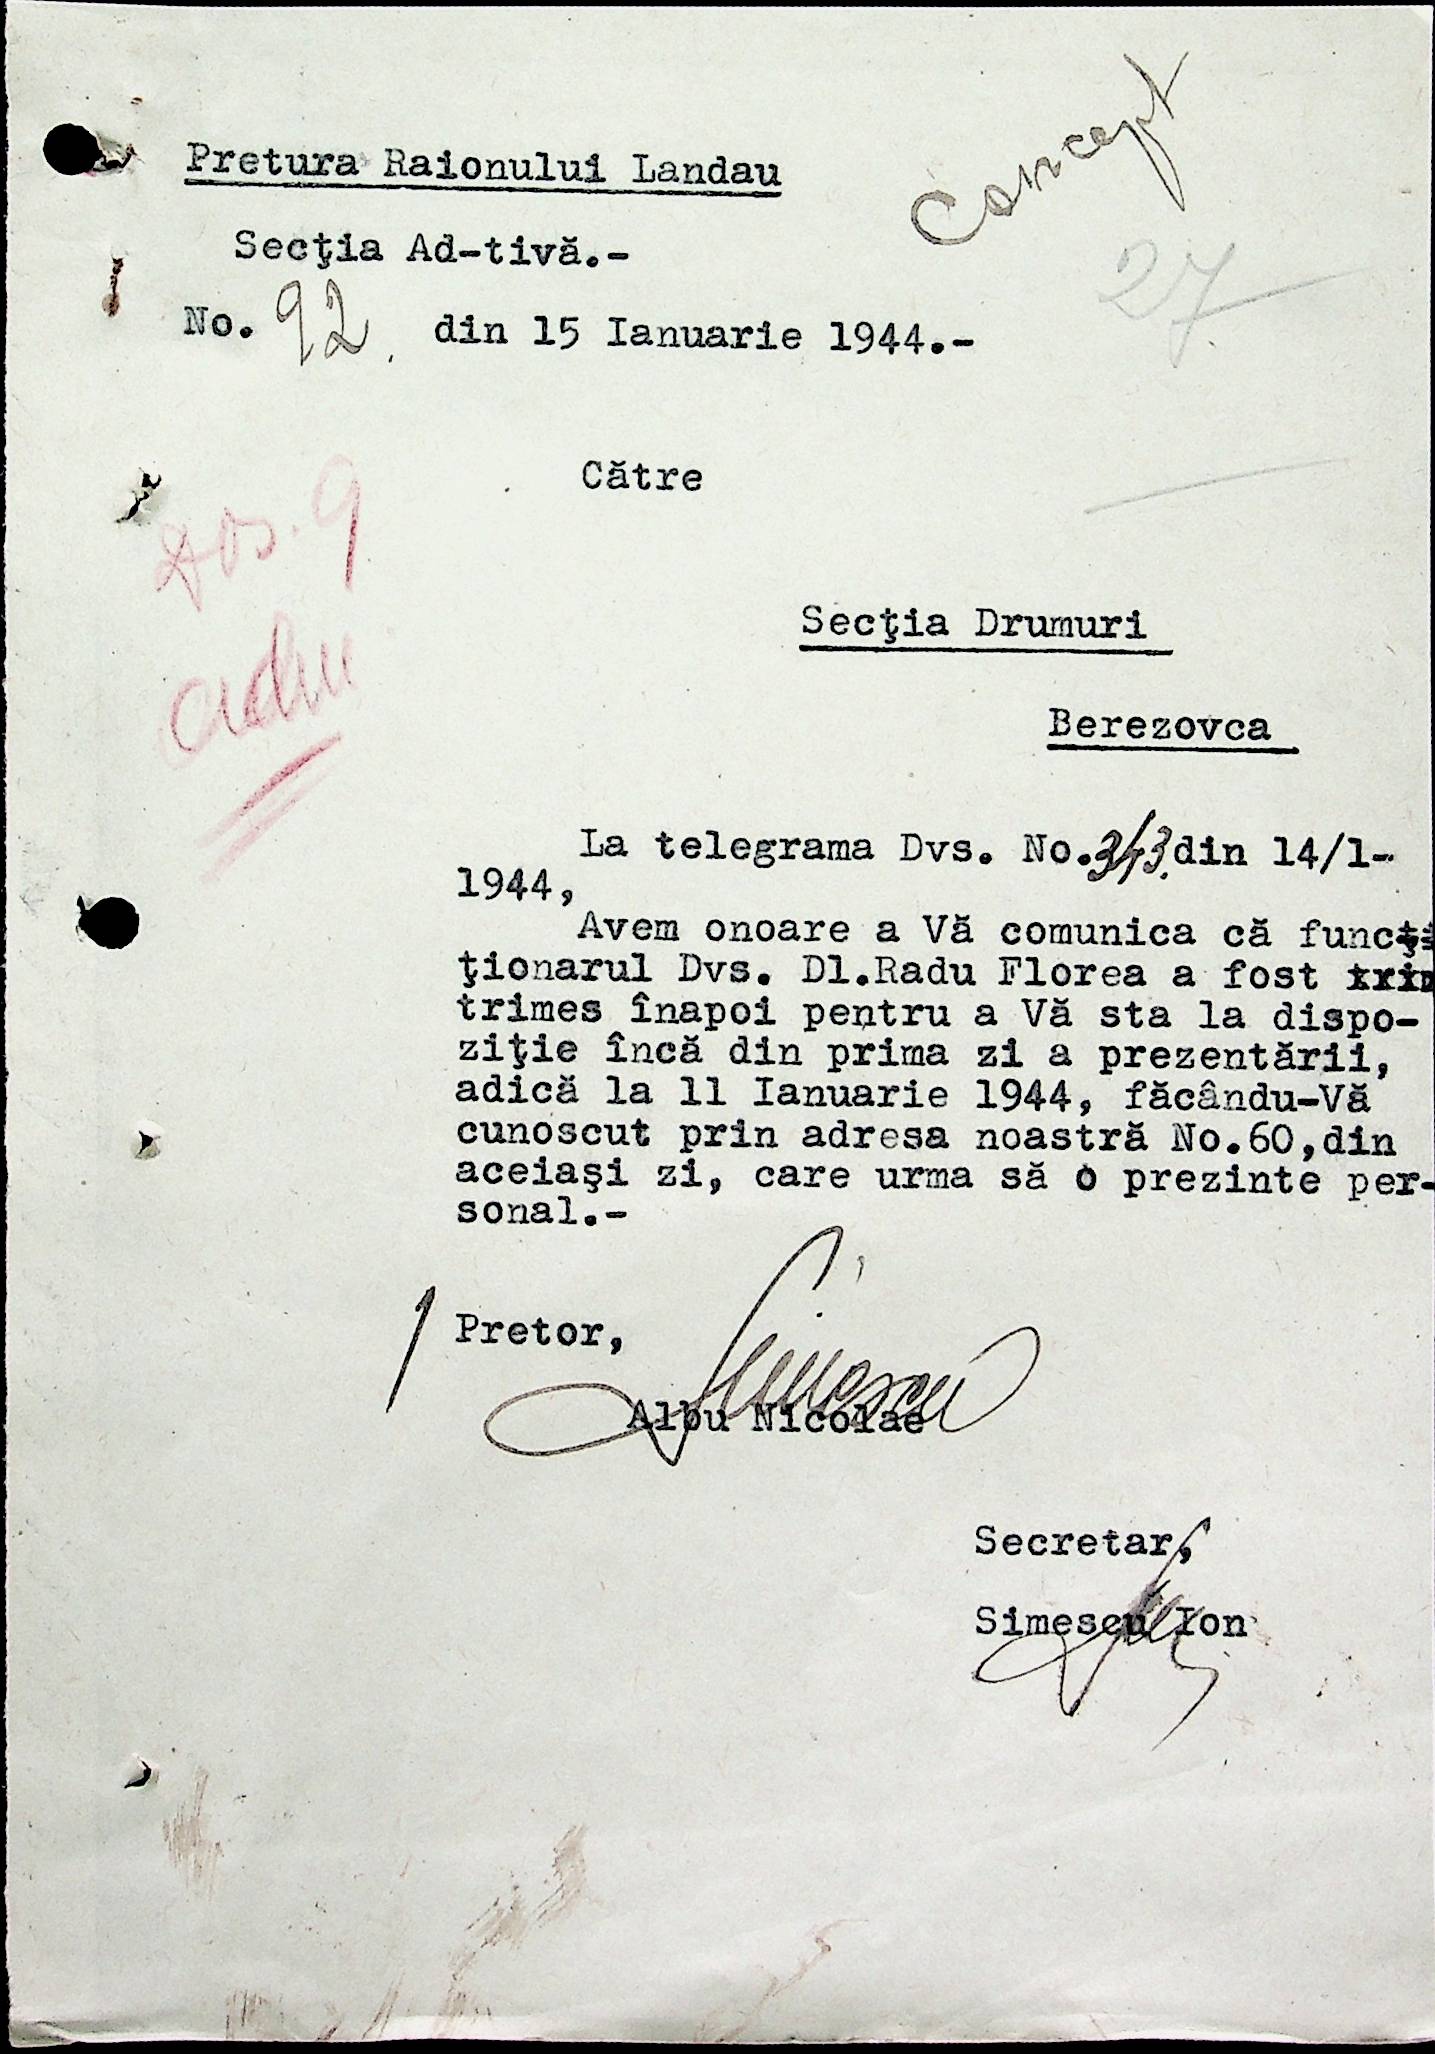 Concept
Pretura Raionului Landau
27
Secţia Ad-tivă.-
No. 92. din 15 Ianuarie 1944.-
Către
Dos. 9
adm
Secţia Drumuri
Berezovca
La telegrama Dvs. No.343.din 14/1-
1944,
Avem onoare a Vă comunica că funcţi
ţionarul Dvs. Dl.Radu Florea a fost trim
trimes înapoi pentru a Vă sta la dispo-
ziţie încă din prima zi a prezentării,
adică la 11 Ianuarie 1944, făcându-Vă
cunoscut prin adresa noastră No.60,din
aceiaşi zi, care urma să o prezinte per-
sonal.-
/ Pretor,
Simescu
Albu Nicolae
Secretar,
Simescu Ion